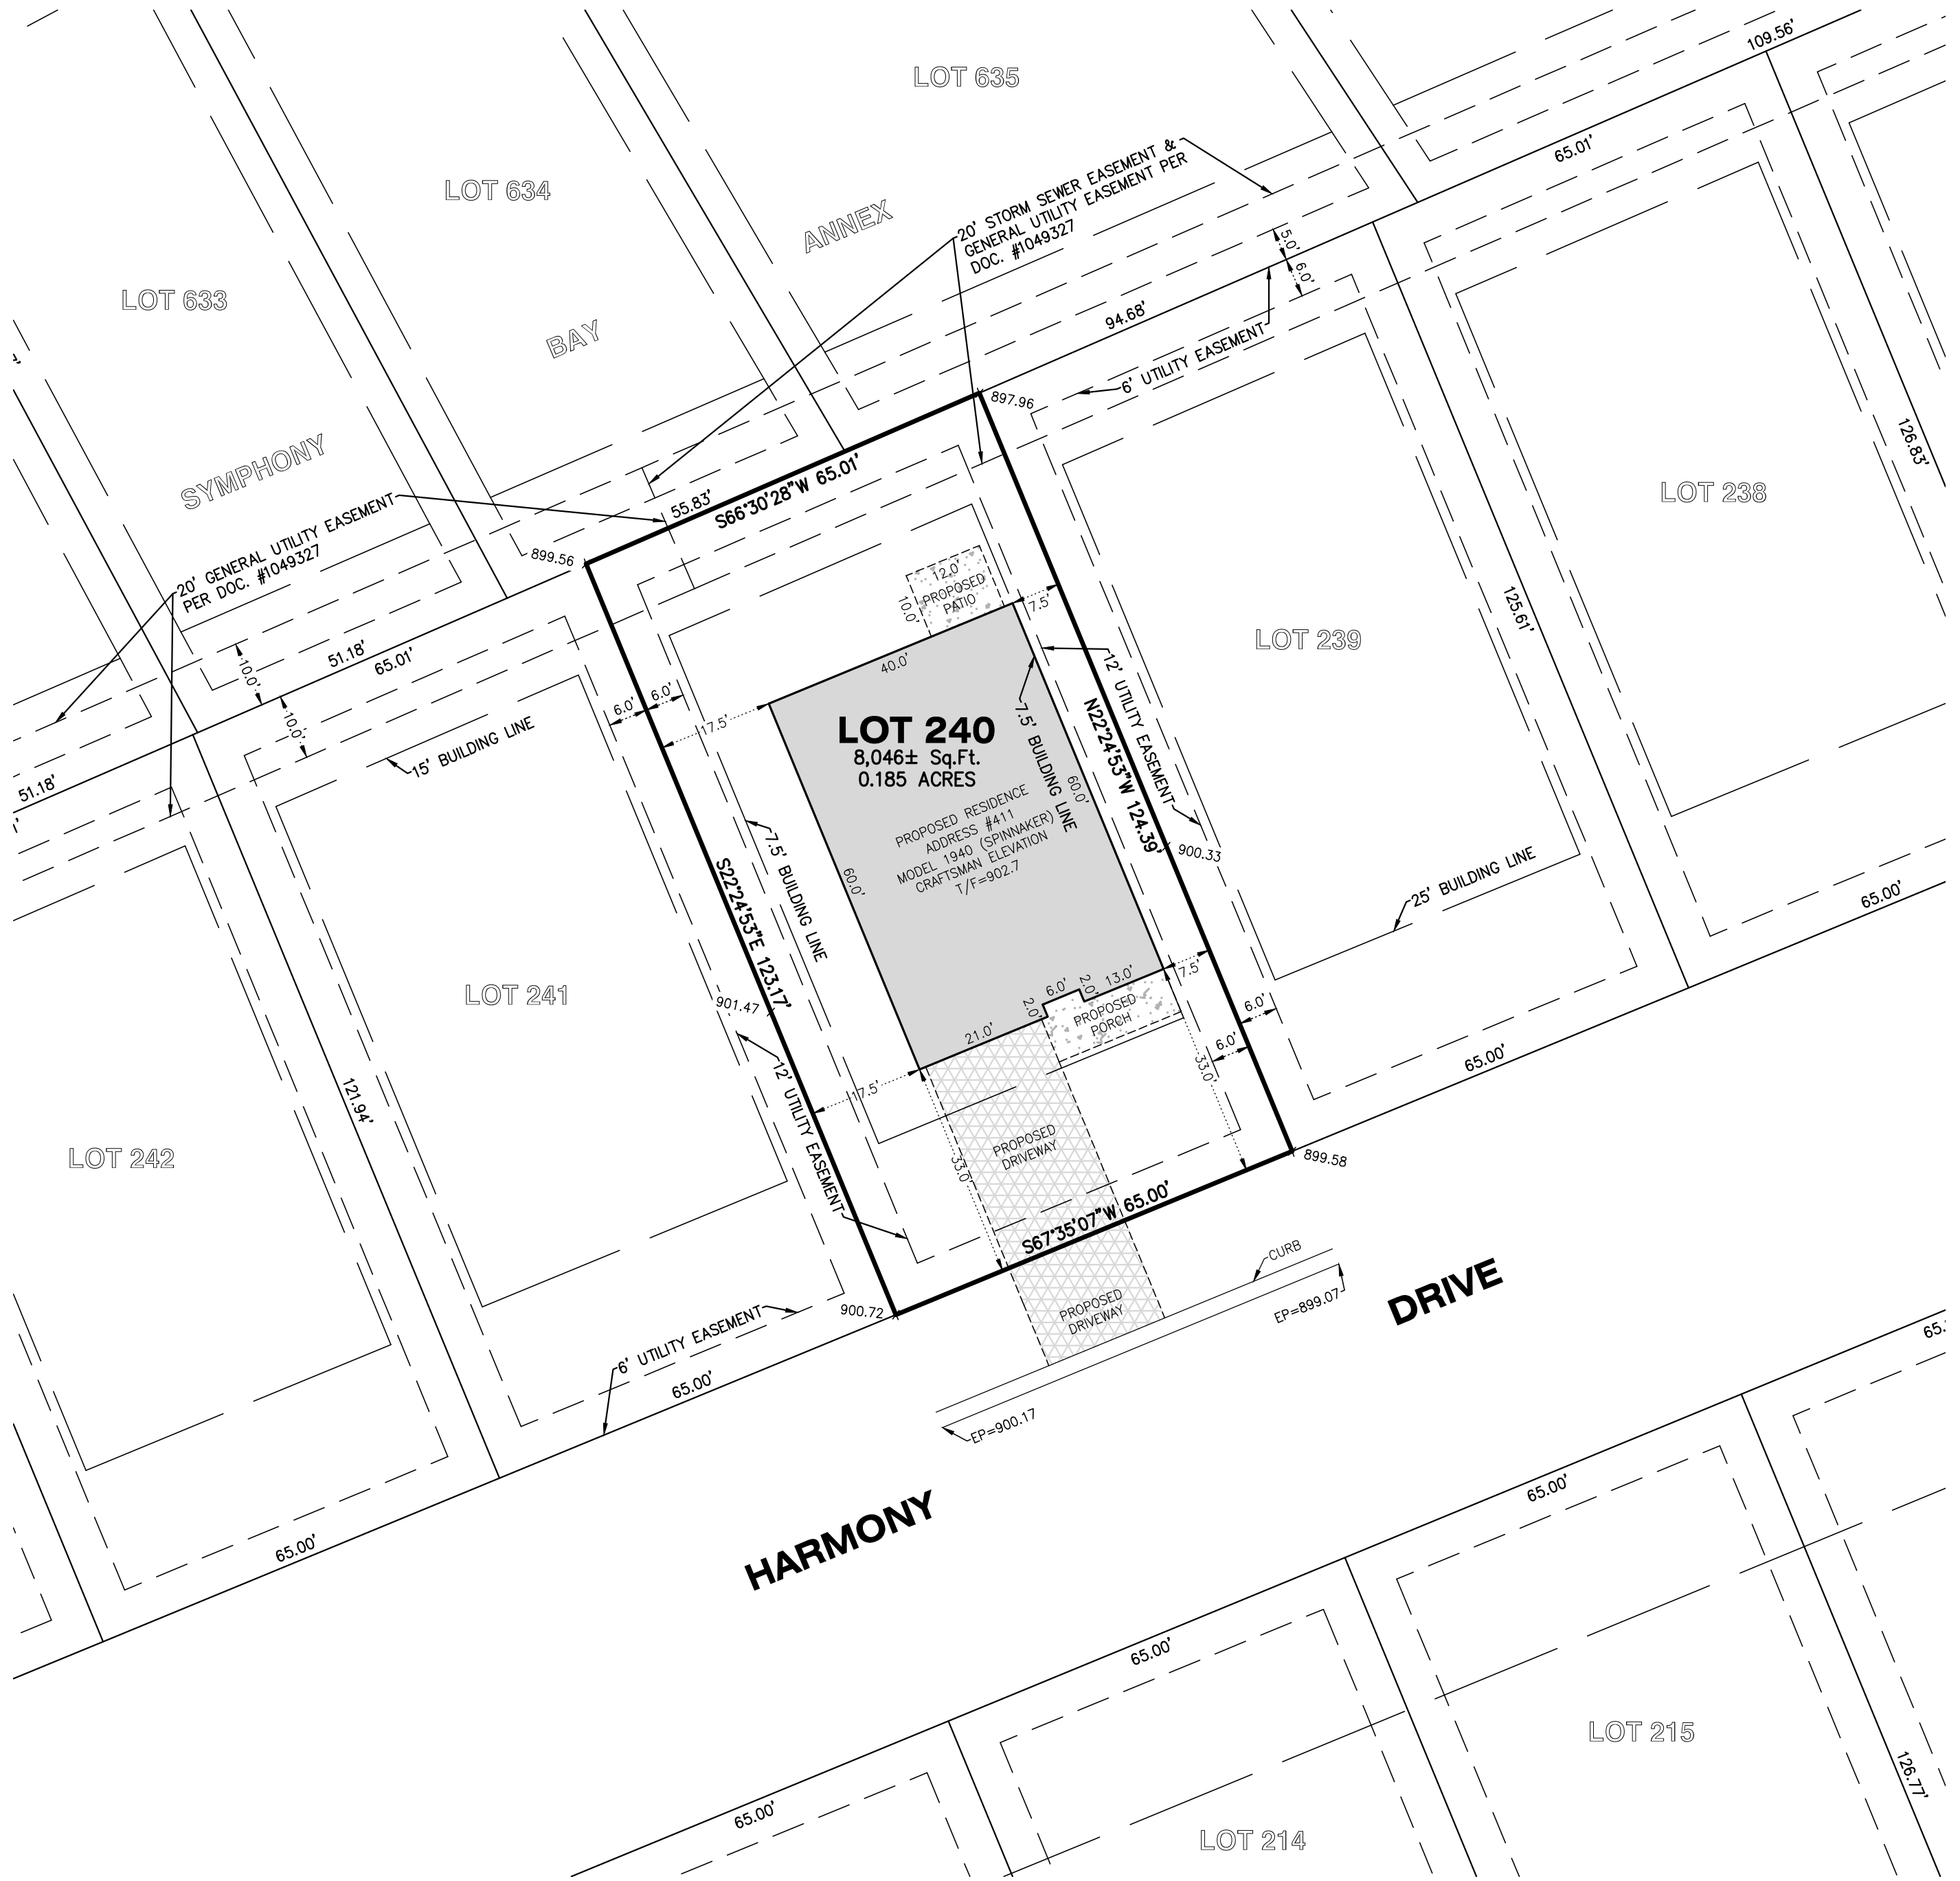 109.56'
LOT 635
65.01'
LOT 634
20' STORM SEWER EASEMENT &
GENERAL UTILITY EASEMENT PER
DOC. #1049327
ANNEX
5.0'
6.0'
LOT 633
BAY
94.68'
6' UTILITY EASEMENT
897.96
126.83'
SYMPHONY
LOT 238
20' GENERAL UTILITY EASEMENT
PER DOC. #1049327
55.83'
S66°30'28"W 65.01'
899.56
12.0'
PROPOSED
PATIO
10.0'
7.5'
125.61'
LOT 239
51.18'
65.01'
10.0'
10.0'
40.0'
6.0'
6.0'
17.5'
12' UTILITY EASEMENT
7.5' BUILDING LINE
N22°24'53"W 124.39'
15' BUILDING LINE
51.18'
LOT 240
8,046± Sq.Ft.
0.185 ACRES
60.0'
PROPOSED RESIDENCE
ADDRESS #411
MODEL 1940 (SPINNAKER)
CRAFTSMAN ELEVATION
T/F=902.7
60.0'
7.5' BUILDING LINE
S22°24'53"E 123.17'
900.33
25' BUILDING LINE
65.00'
LOT 241
901.47
2.0'
6.0'
2.0'
13.0'
7.5'
PROPOSED
PORCH
21.0'
6.0'
6.0'
33.0'
65.00'
17.5'
12' UTILITY EASEMENT
121.94'
LOT 242
PROPOSED
DRIVEWAY
33.0'
899.58
S67°35'07"W 65.00'
CURB
DRIVE
900.72
PROPOSED
DRIVEWAY
EP=899.07
6' UTILITY EASEMENT
65.00'
EP=900.17
65.00'
HARMONY
65.00'
65.00'
LOT 215
126.77'
65.00'
LOT 214